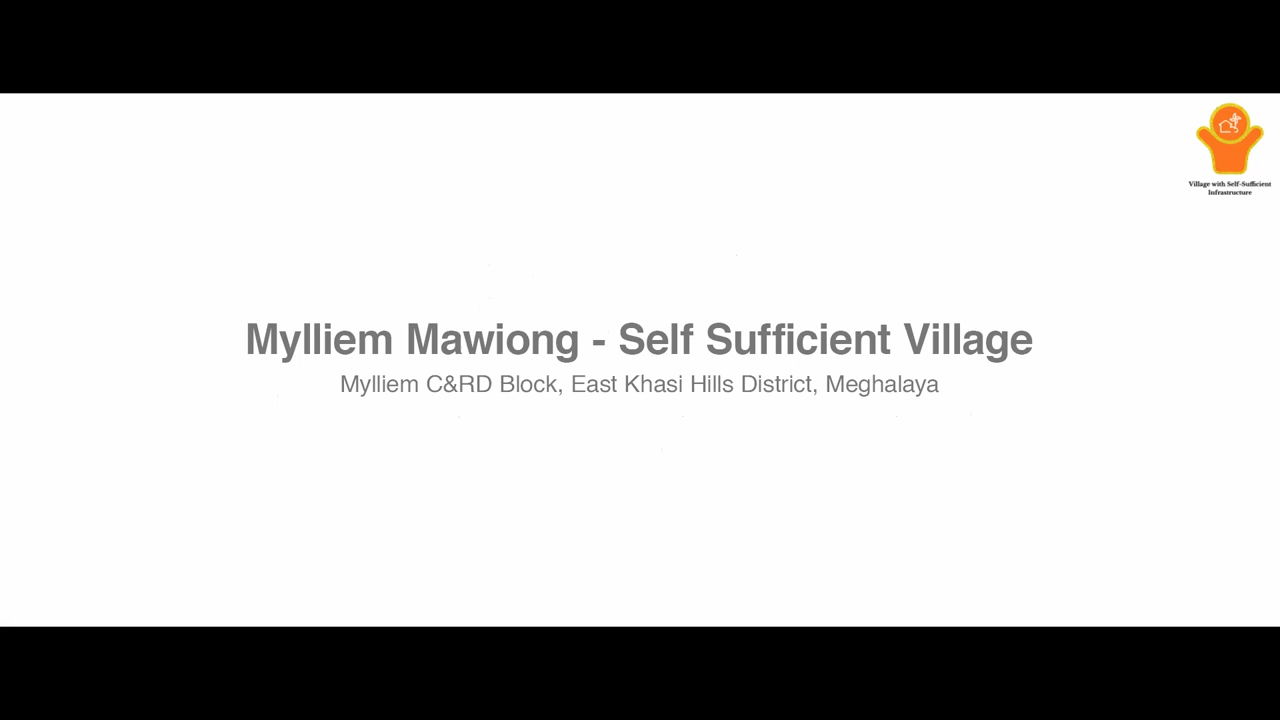 Village with Self-Sufficient
Infrastructure
Mylliem Mawiong - Self Sufficient Village
Mylliem C&RD Block, East Khasi Hills District, Meghalaya